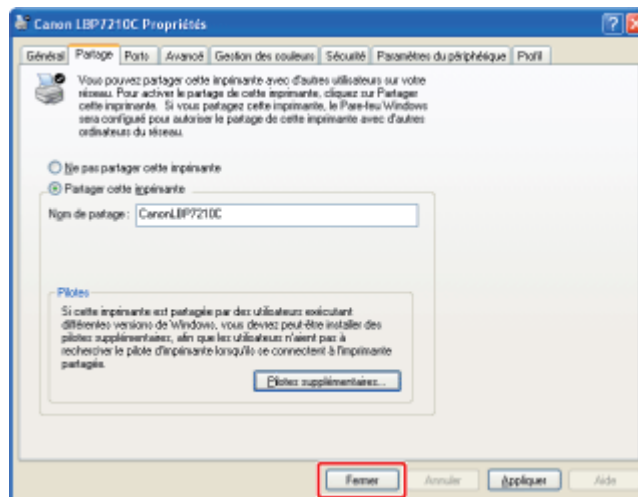 Canon LBP7210C Propriétés
Général Partage Ports Avancé Gestion des couleurs Sécurité Paramètres du périphérique Profil
Vous pouvez partager cette imprimante avec d'autres utilisateurs sur votre
réseau. Pour activer le partage de cette imprimante, cliquez sur Partager
cette imprimante. Si vous partagez cette imprimante, le Pare-feu Windows
sera configuré pour autoriser le partage de cette imprimante avec d'autres
ordinateurs du réseau.
Ne pas partager cette imprimante
Partager cette imprimante
Nom de partage : CanonLBP7210C
Pilotes
Si cette imprimante est partagée par des utilisateurs exécutant
différentes versions de Windows, vous devrez peut-être installer des
pilotes supplémentaires, afin que les utilisateurs n'aient pas à
rechercher le pilote d'imprimante lorsqu'ils se connectent à l'imprimante
partagée.
Pilotes supplémentaires...
Fermer Annuler Appliquer Aide